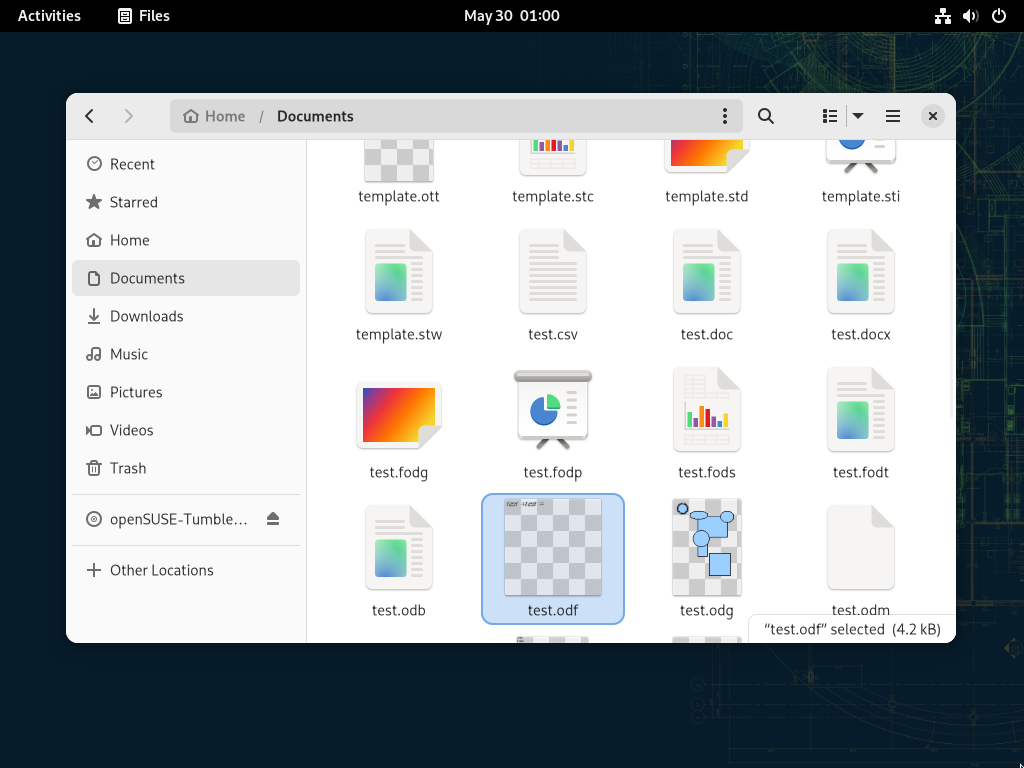 Activities
Files
May 30 01:00
Home / Documents
Recent
Starred
Home
Documents
Downloads
Music
Pictures
Videos
Trash
openSUSE-Tumble...
Other Locations
template.ott
template.stc
template.std
template.sti
template.stw
test.csv
test.doc
test.docx
test.fodg
test.fodp
test.fods
test.fodt
test.odb
test.odf
test.odg
test.odm
“test.odf” selected (4.2 kB)